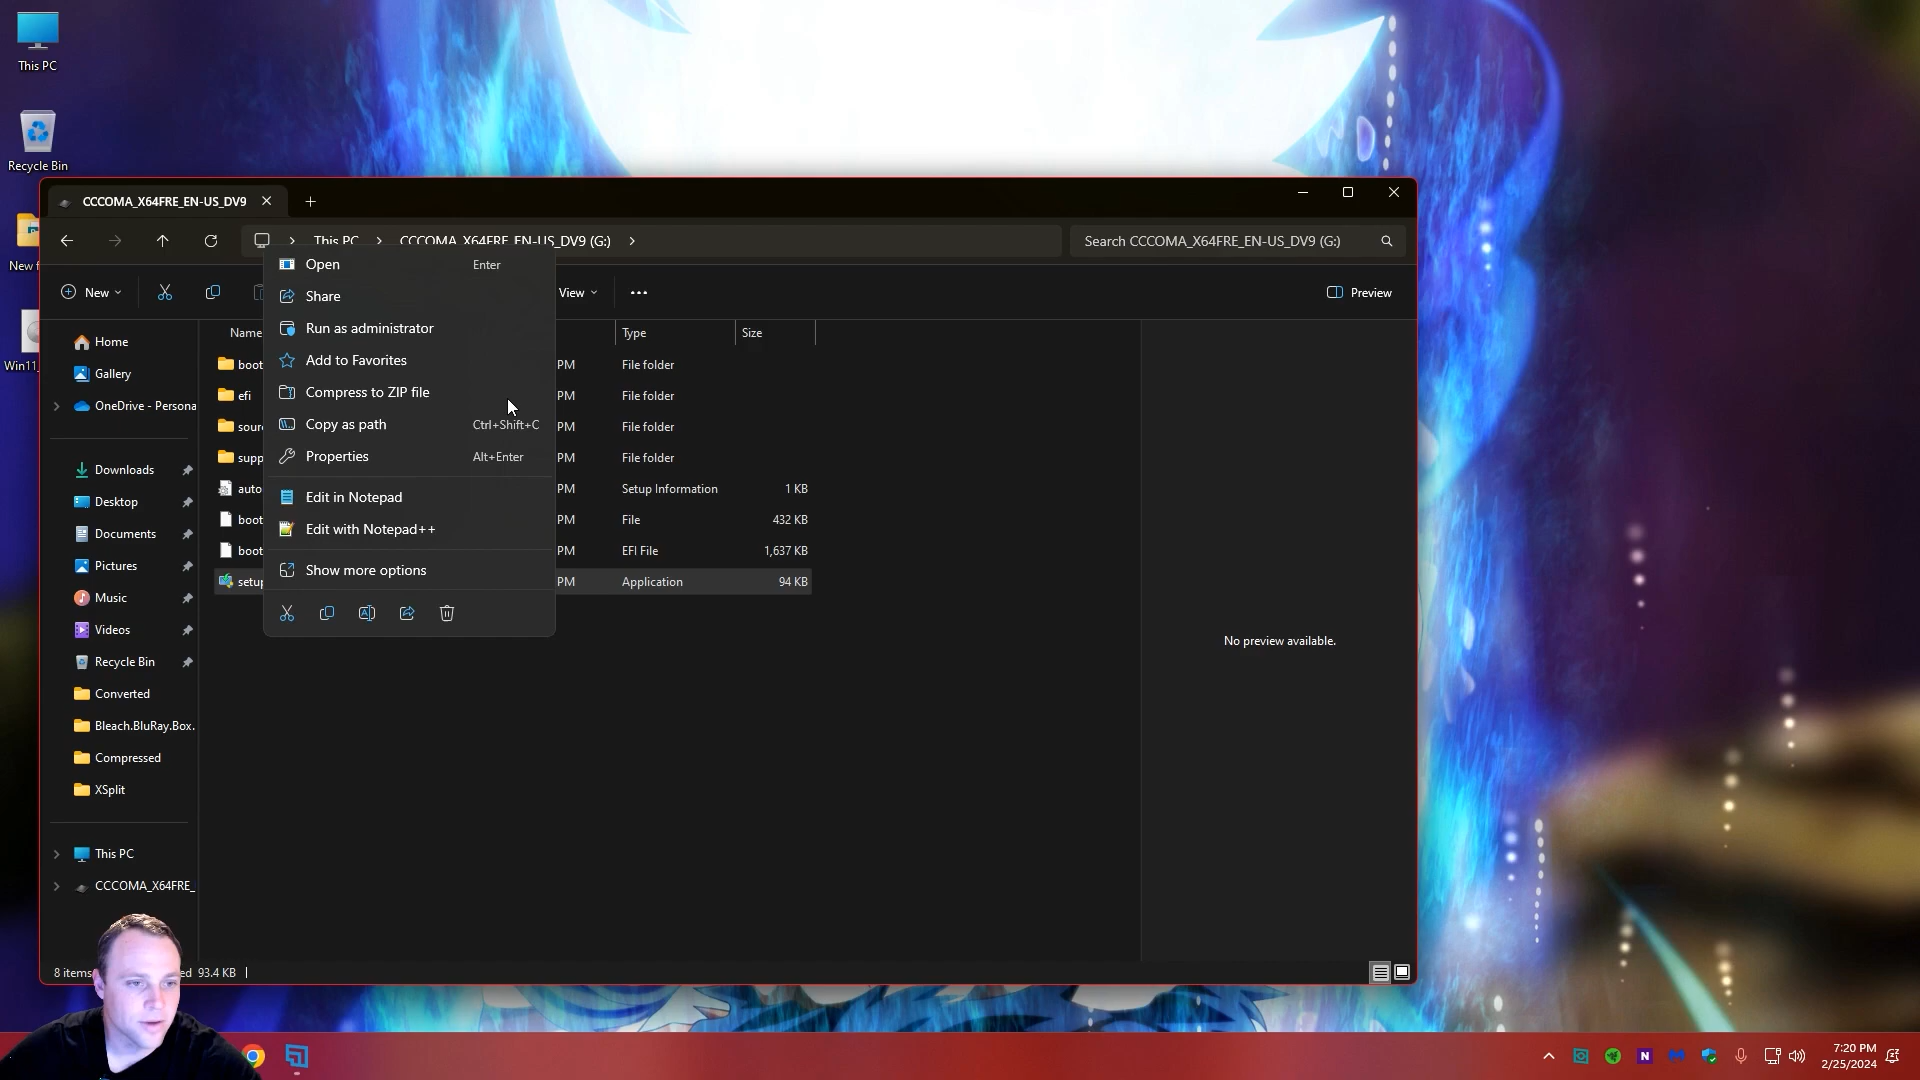 This PC
Recycle Bin
New f
Win11_
CCCOMA_X64FRE_EN-US_DV9
This PC
CCCOMA_X64FRE_EN-US_DV9 (G:)
Search CCCOMA_X64FRE_EN-US_DV9 (G:)
New
View
Preview
Open Enter
Share
Run as administrator
Add to Favorites
Compress to ZIP file
Copy as path Ctrl+Shift+C
Properties Alt+Enter
Edit in Notepad
Edit with Notepad++
Show more options
Home
Gallery
OneDrive - Persona
Downloads
Desktop
Documents
Pictures
Music
Videos
Recycle Bin
Converted
Bleach.BluRay.Box.
Compressed
XSplit
This PC
CCCOMA_X64FRE_
Name Type Size
boot PM File folder
efi PM File folder
sour PM File folder
supp PM File folder
auto PM Setup Information 1 KB
boot PM File 432 KB
boot PM EFI File 1,637 KB
setup PM Application 94 KB
No preview available.
8 items ed 93.4 KB
N
7:20 PM
2/25/2024